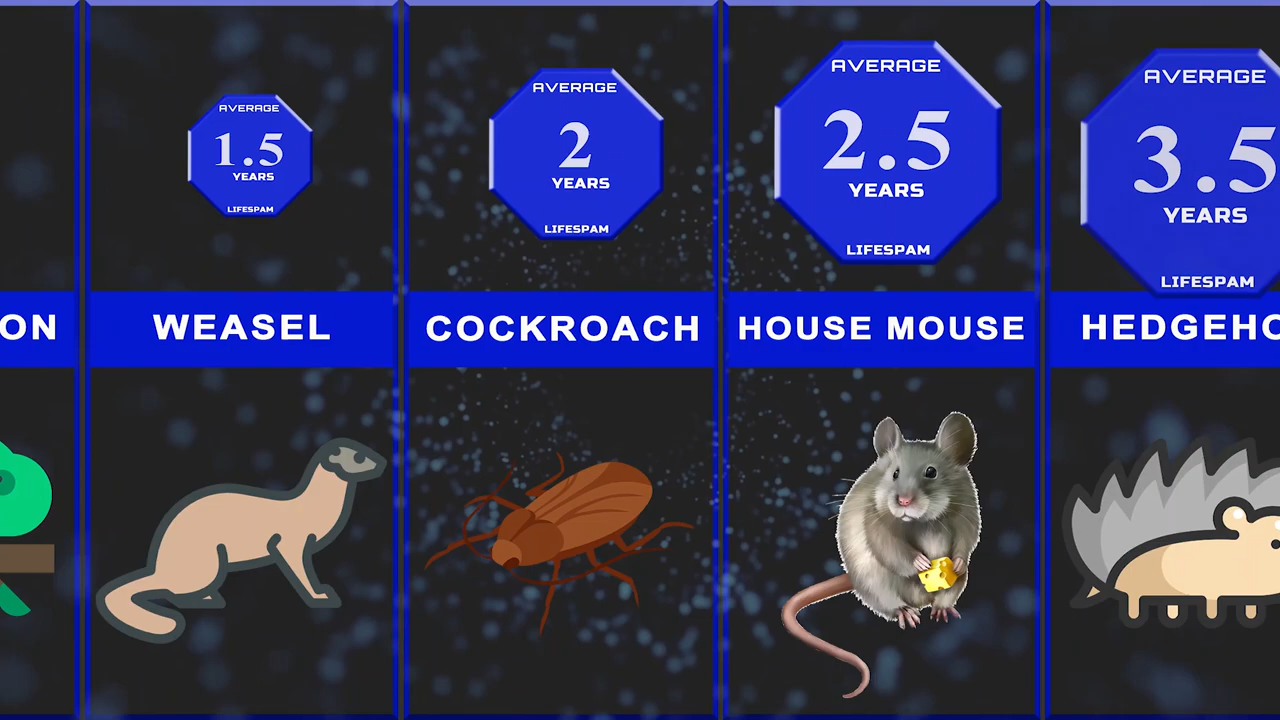 AVERAGE
1.5
YEARS
LIFESPAM
WEASEL
AVERAGE
2
YEARS
LIFESPAM
COCKROACH
AVERAGE
2.5
YEARS
LIFESPAM
HOUSE MOUSE
AVERAGE
3.5
YEARS
LIFESPAM